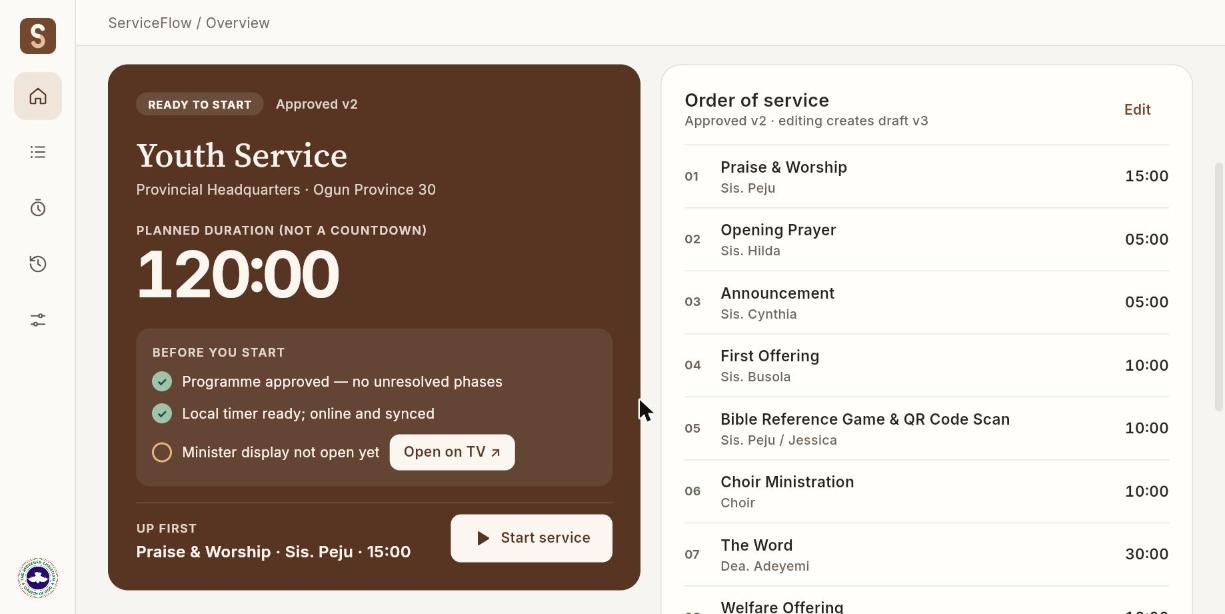 S
ServiceFlow / Overview
READY TO START
Approved v2
Youth Service
Provincial Headquarters · Ogun Province 30
PLANNED DURATION (NOT A COUNTDOWN)
120:00
BEFORE YOU START
Programme approved — no unresolved phases
Local timer ready; online and synced
Minister display not open yet
Open on TV ↗
UP FIRST
Praise & Worship · Sis. Peju · 15:00
Start service
Order of service
Approved v2 · editing creates draft v3
Edit
01 Praise & Worship 15:00
Sis. Peju
02 Opening Prayer 05:00
Sis. Hilda
03 Announcement 05:00
Sis. Cynthia
04 First Offering 10:00
Sis. Busola
05 Bible Reference Game & QR Code Scan 10:00
Sis. Peju / Jessica
06 Choir Ministration 10:00
Choir
07 The Word 30:00
Dea. Adeyemi
Welfare Offering